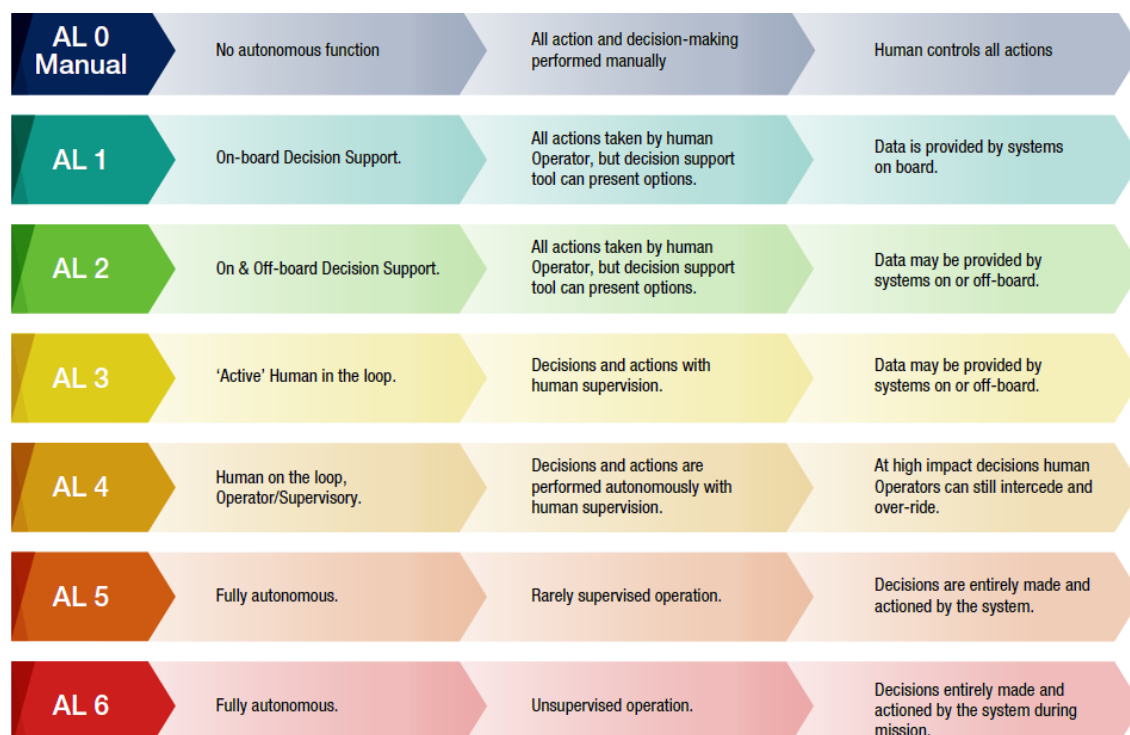 AL 0
Manual
No autonomous function
All action and decision-making
performed manually
Human controls all actions
AL 1
On-board Decision Support.
All actions taken by human
Operator, but decision support
tool can present options.
Data is provided by systems
on board.
AL 2
On & Off-board Decision Support.
All actions taken by human
Operator, but decision support
tool can present options.
Data may be provided by
systems on or off-board.
AL 3
‘Active’ Human in the loop.
Decisions and actions with
human supervision.
Data may be provided by
systems on or off-board.
AL 4
Human on the loop,
Operator/Supervisory.
Decisions and actions are
performed autonomously with
human supervision.
At high impact decisions human
Operators can still intercede and
over-ride.
AL 5
Fully autonomous.
Rarely supervised operation.
Decisions are entirely made and
actioned by the system.
AL 6
Fully autonomous.
Unsupervised operation.
Decisions entirely made and
actioned by the system during
mission.